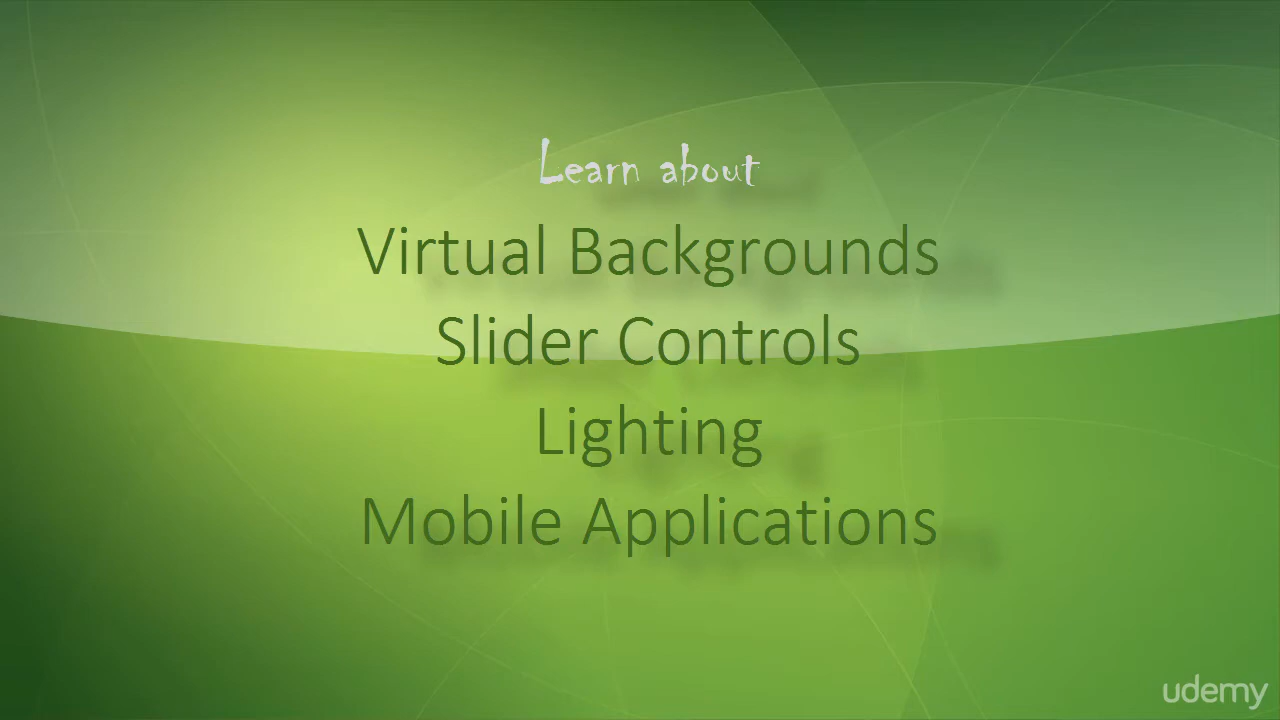 Learn about
Virtual Backgrounds
Slider Controls
Lighting
Mobile Applications
udemy